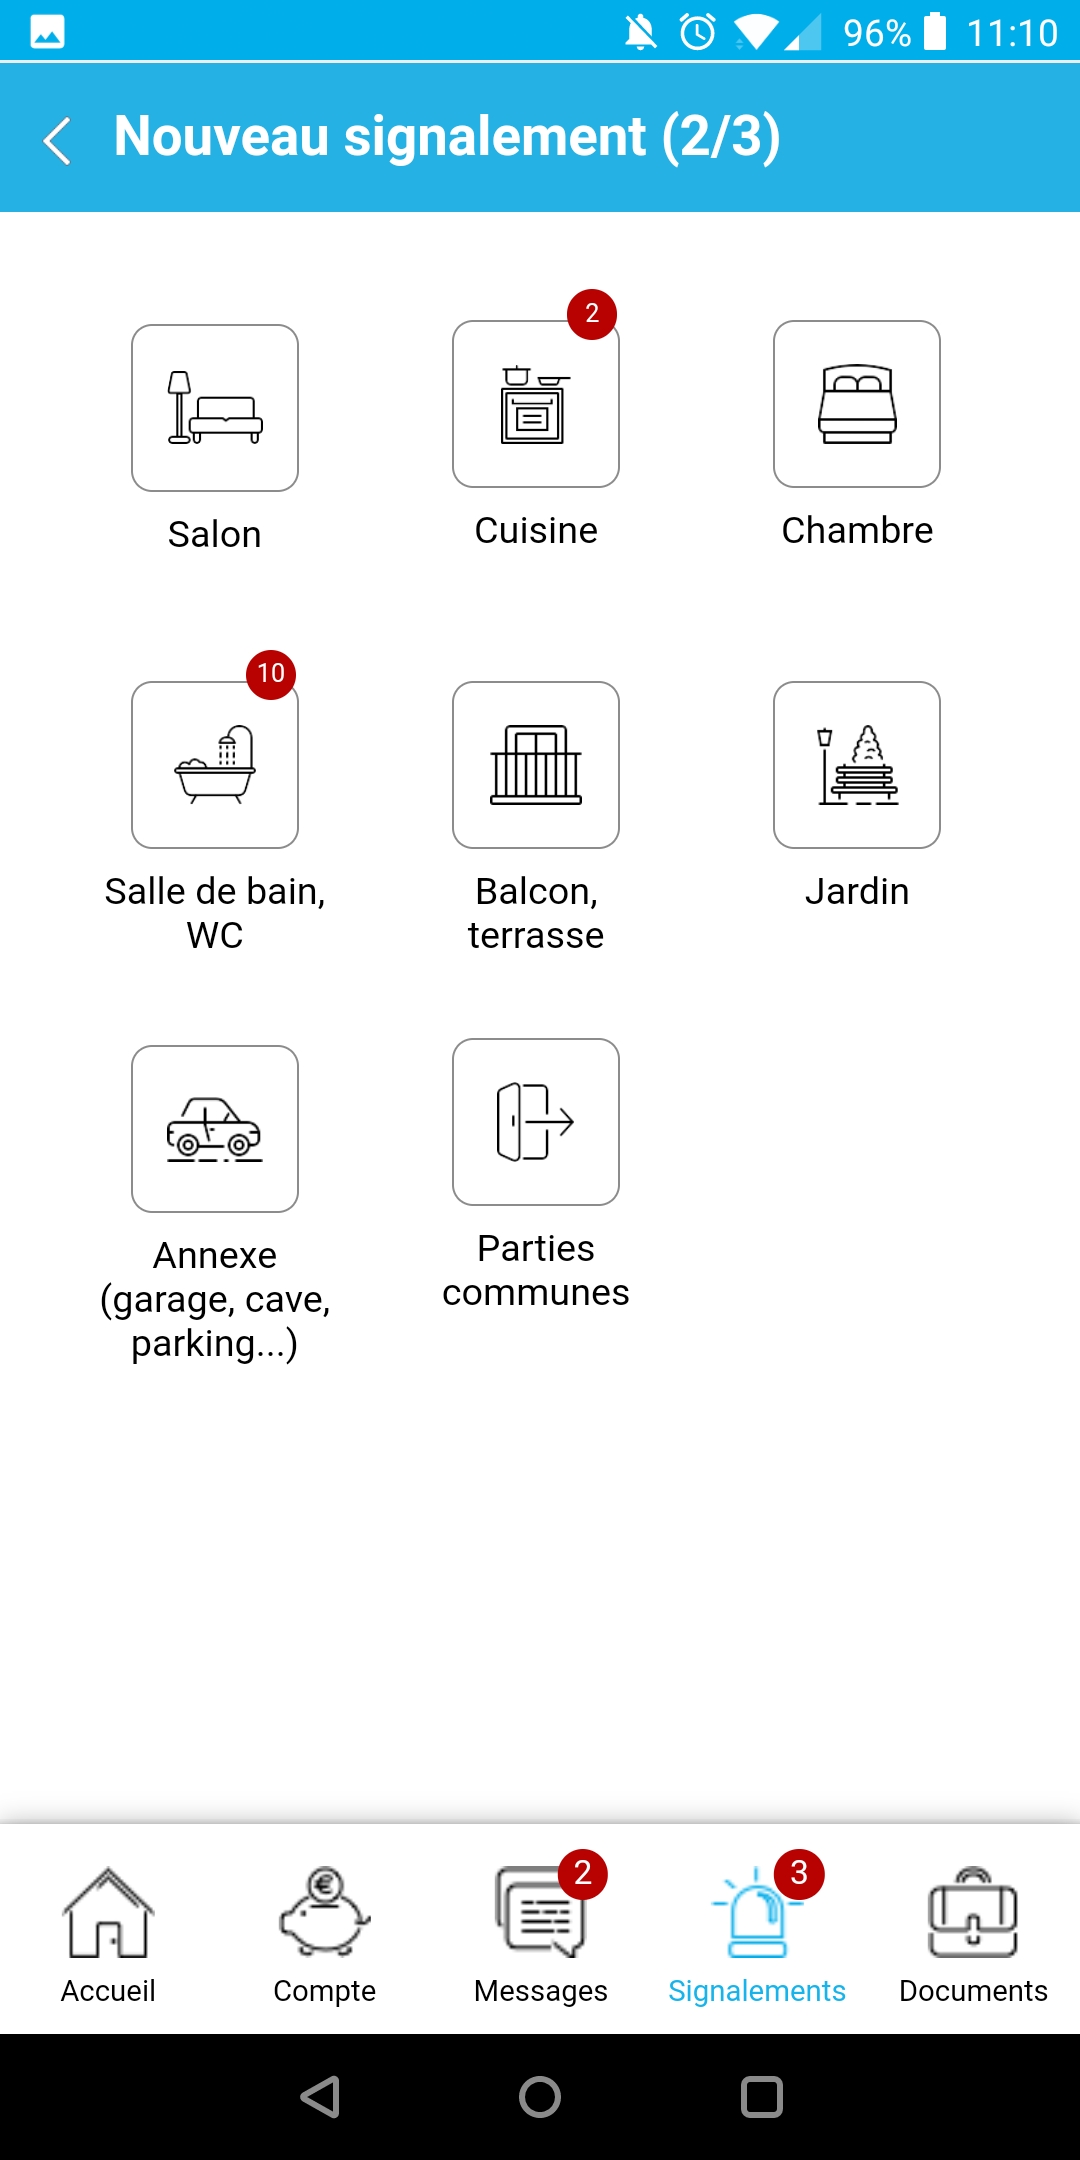 96% 11:10
Nouveau signalement (2/3)
2
Salon
Cuisine
Chambre
10
Salle de bain,
WC
Balcon,
terrasse
Jardin
Annexe
(garage, cave,
parking...)
Parties
communes
€
2
3
Accueil
Compte
Messages
Signalements
Documents